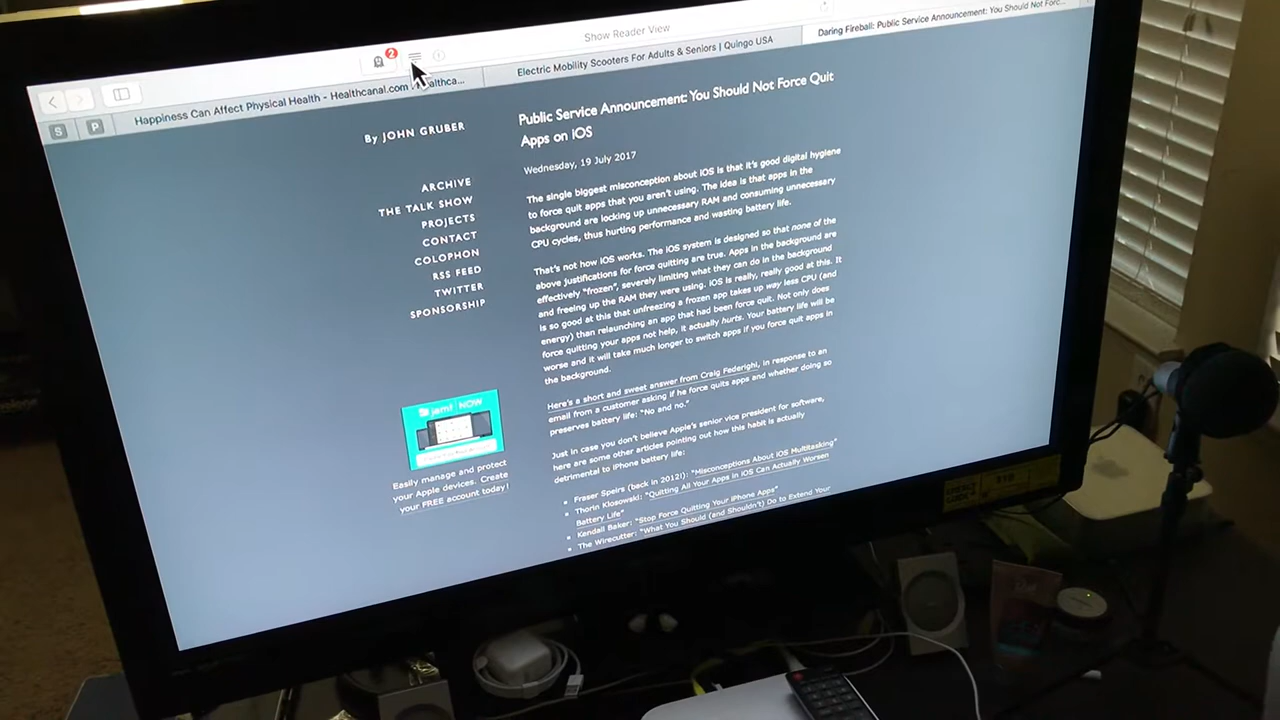 Show Reader View
2
S
P
Happiness Can Affect Physical Health - Healthcanal.com
Electric Mobility Scooters For Adults & Seniors | Quingo USA
Daring Fireball: Public Service Announcement: You Should Not Forc...
By JOHN GRUBER
ARCHIVE
THE TALK SHOW
PROJECTS
CONTACT
COLOPHON
RSS FEED
TWITTER
SPONSORSHIP
jamf NOW
Easily manage and protect
your Apple devices. Create
your FREE account today!
Public Service Announcement: You Should Not Force Quit
Apps on iOS
Wednesday, 19 July 2017
The single biggest misconception about iOS is that it's good digital hygiene
to force quit apps that you aren't using. The idea is that apps in the
background are locking up unnecessary RAM and consuming unnecessary
CPU cycles, thus hurting performance and wasting battery life.
That's not how iOS works. The iOS system is designed so that none of the
above justifications for force quitting are true. Apps in the background are
effectively "frozen", severely limiting what they can do in the background
and freeing up the RAM they were using. iOS is really, really good at this. It
is so good at this that unfreezing a frozen app takes up way less CPU (and
energy) than relaunching an app that had been force quit. Not only does
force quitting your apps not help, it actually hurts. Your battery life will be
worse and it will take much longer to switch apps if you force quit apps in
the background.
Here's a short and sweet answer from Craig Federighi, in response to an
email from a customer asking if he force quits apps and whether doing so
preserves battery life: "No and no."
Just in case you don't believe Apple's senior vice president for software,
here are some other articles pointing out how this habit is actually
detrimental to iPhone battery life:
Fraser Speirs (back in 2012!): "Misconceptions About iOS Multitasking"
Thorin Klosowski: "Quitting All Your Apps in iOS Can Actually Worsen
Battery Life"
Kendall Baker: "Stop Force Quitting Your iPhone Apps"
The Wirecutter: "What You Should (and Shouldn't) Do to Extend Your